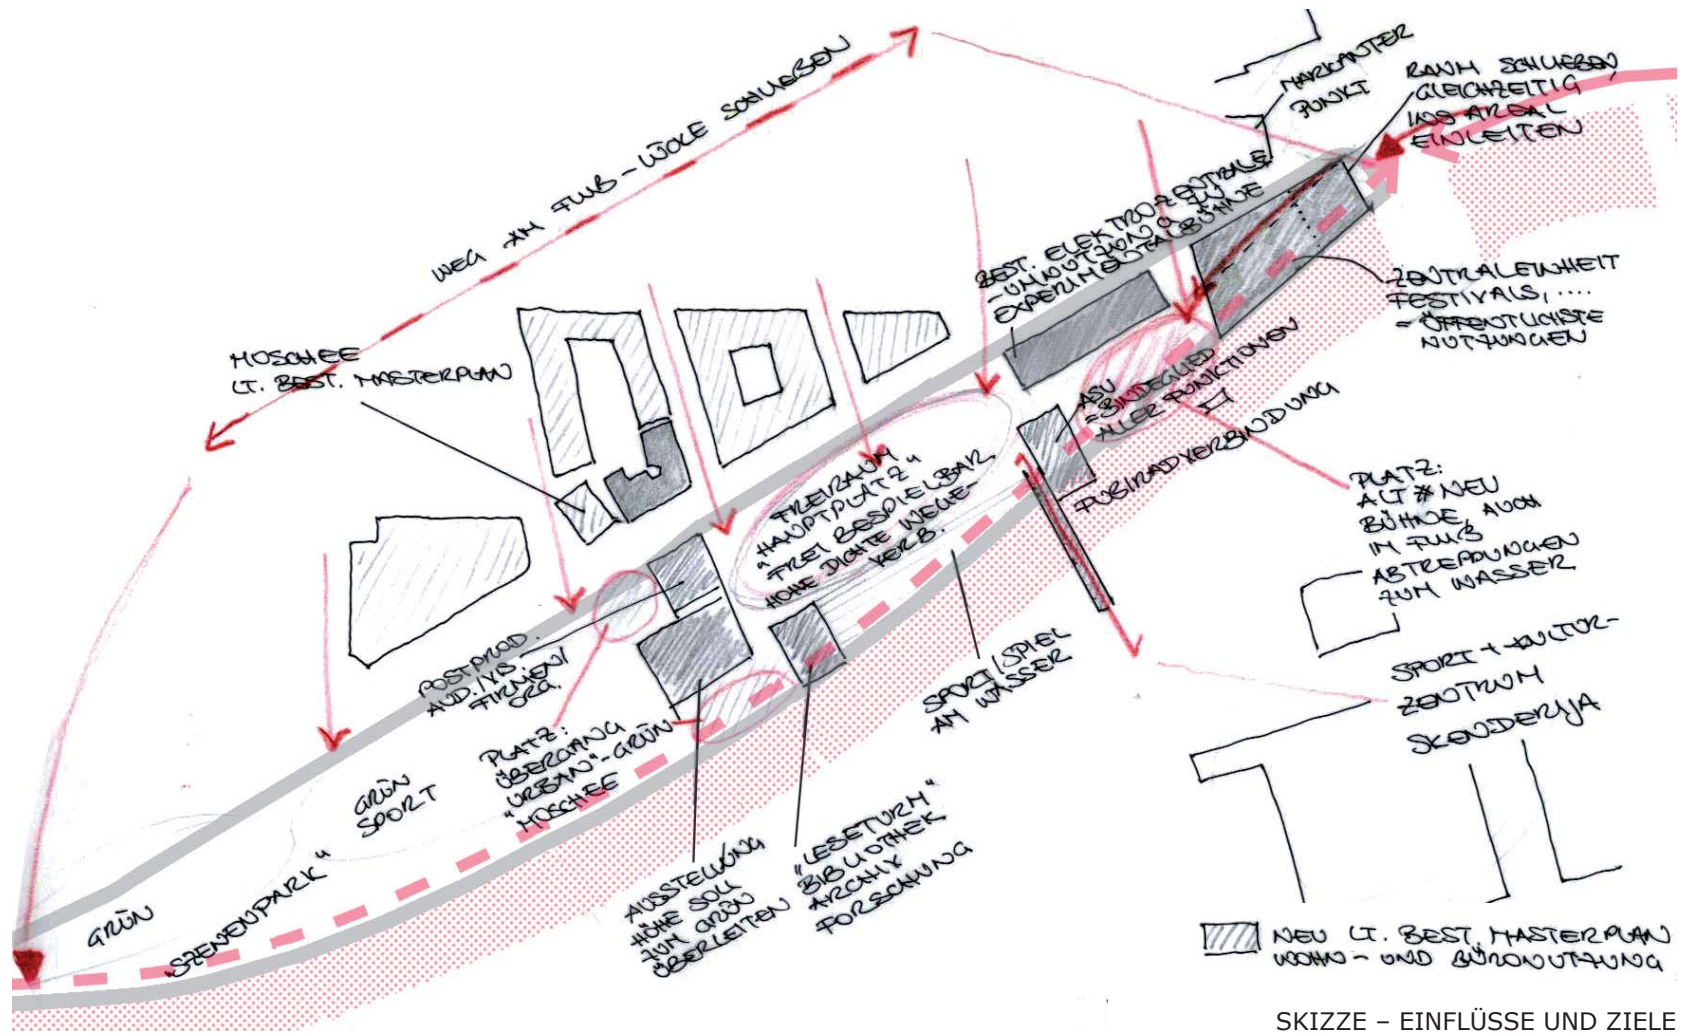 WEG AM FLUß-LÜCKE SCHLIEßEN
MARKANTER
PUNKT
RAUM SCHLIEßEN
GLEICHZEITIG
INS AREAL
EINLEITEN
BEST. ELEKTROZENTRALE
-UMNUTZUNG ZU
EXPERIMENTALBÜHNE
ZENTRALEINHEIT
FESTIVALS, ....
= ÖFFENTLICHSTE
NUTZUNGEN
MOSCHEE
LT. BEST. MASTERPLAN
ASU
=BINDEGLIED
ALLER FUNKTIONEN
FUß/RADVERBINDUNG
FREIRAUM
HAUPTPLATZ"
"FREI BESPIELBAR
HOHE DICHTE WEGE-
VERB.
PLATZ:
ALT # NEU
BÜHNE AUCH
IM FLUß
ABTREPPUNGEN
ZUM WASSER
POSTPROD.
AUD./VIS.
FIRMEN/
ORG.
SPORT/SPIEL
AM WASSER
SPORT + KULTUR-
ZENTRUM
SKENDERIJA
PLATZ:
ÜBERGANG
"URBAN"-GRÜN
MOSCHEE
GRÜN
SPORT
GRÜN
"SZENENPARK"
AUSSTELLUNG
HÖHE SOLL
ZUM GRÜN
ÜBERLEITEN
"LESETURM"
BIBLIOTHEK
ARCHIV
FORSCHUNG
NEU LT. BEST. MASTERPLAN
WOHN- UND BÜRONUTZUNG
SKIZZE – EINFLÜSSE UND ZIELE